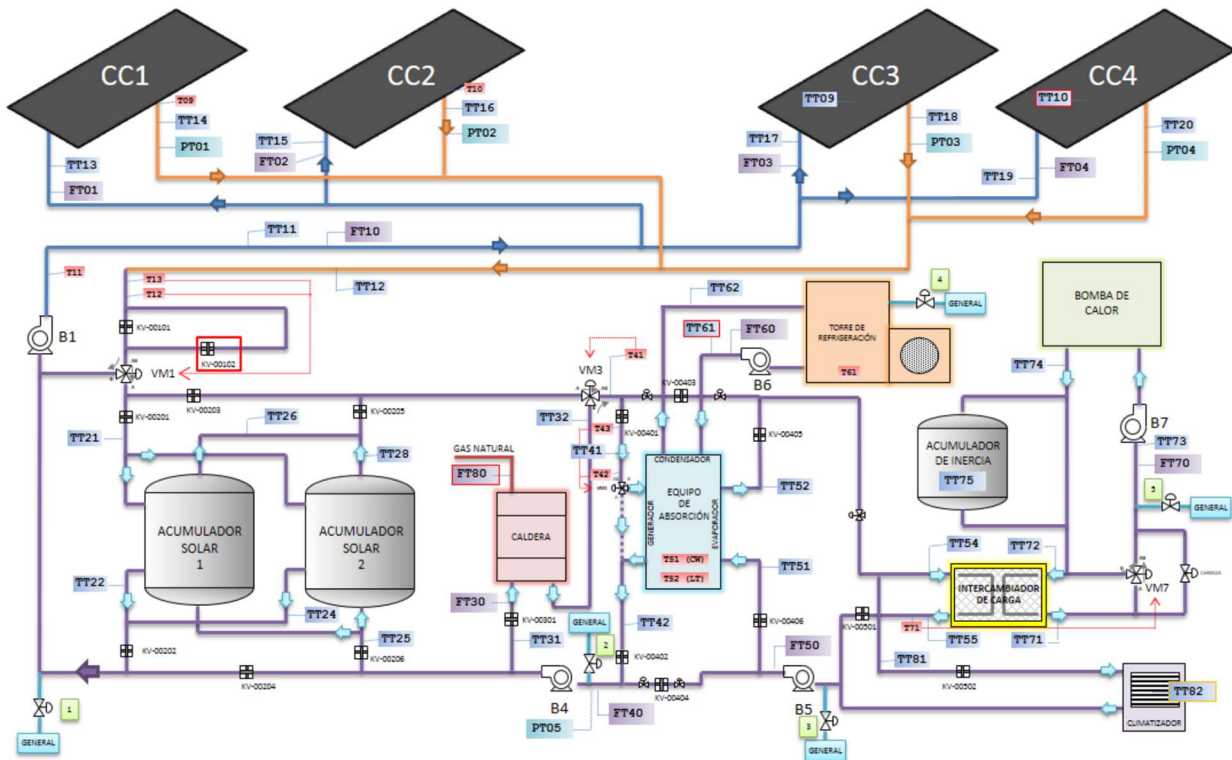 CC1
CC2
CC3
CC4
T09
TT14
PT01
TT13
FT01
T10
TT16
PT02
TT15
FT02
TT09
TT18
PT03
TT17
FT03
TT10
TT20
PT04
TT19
FT04
TT11
FT10
T11
T13
T12
TT12
KV-00101
KV-00102
B1
VM1
KV-00201
KV-00203
KV-00205
TT26
TT21
TT28
ACUMULADOR
SOLAR
1
ACUMULADOR
SOLAR
2
TT22
TT24
TT25
KV-00202
KV-00206
KV-00204
1
GENERAL
TT62
TT61
FT60
B6
TORRE DE
REFRIGERACIÓN
T61
4
GENERAL
T41
VM3
KV-00403
TT32
T43
KV-00401
TT41
T42
KV-00405
GAS NATURAL
FT80
CALDERA
CONDENSADOR
EQUIPO
DE
ABSORCIÓN
GENERADOR
EVAPORADOR
TS1 (CW)
TS2 (LT)
TT52
TT51
FT30
KV-00301
TT31
GENERAL
2
TT42
KV-00402
KV-00406
FT50
B4
KV-00404
PT05
FT40
B5
3
GENERAL
BOMBA DE
CALOR
TT74
B7
TT73
FT70
5
GENERAL
ACUMULADOR
DE INERCIA
TT75
TT54
TT72
INTERCAMBIADOR
DE CARGA
VM7
KV-00501
T71
TT55
TT71
TT81
KV-00502
TT82
CLIMATIZADOR